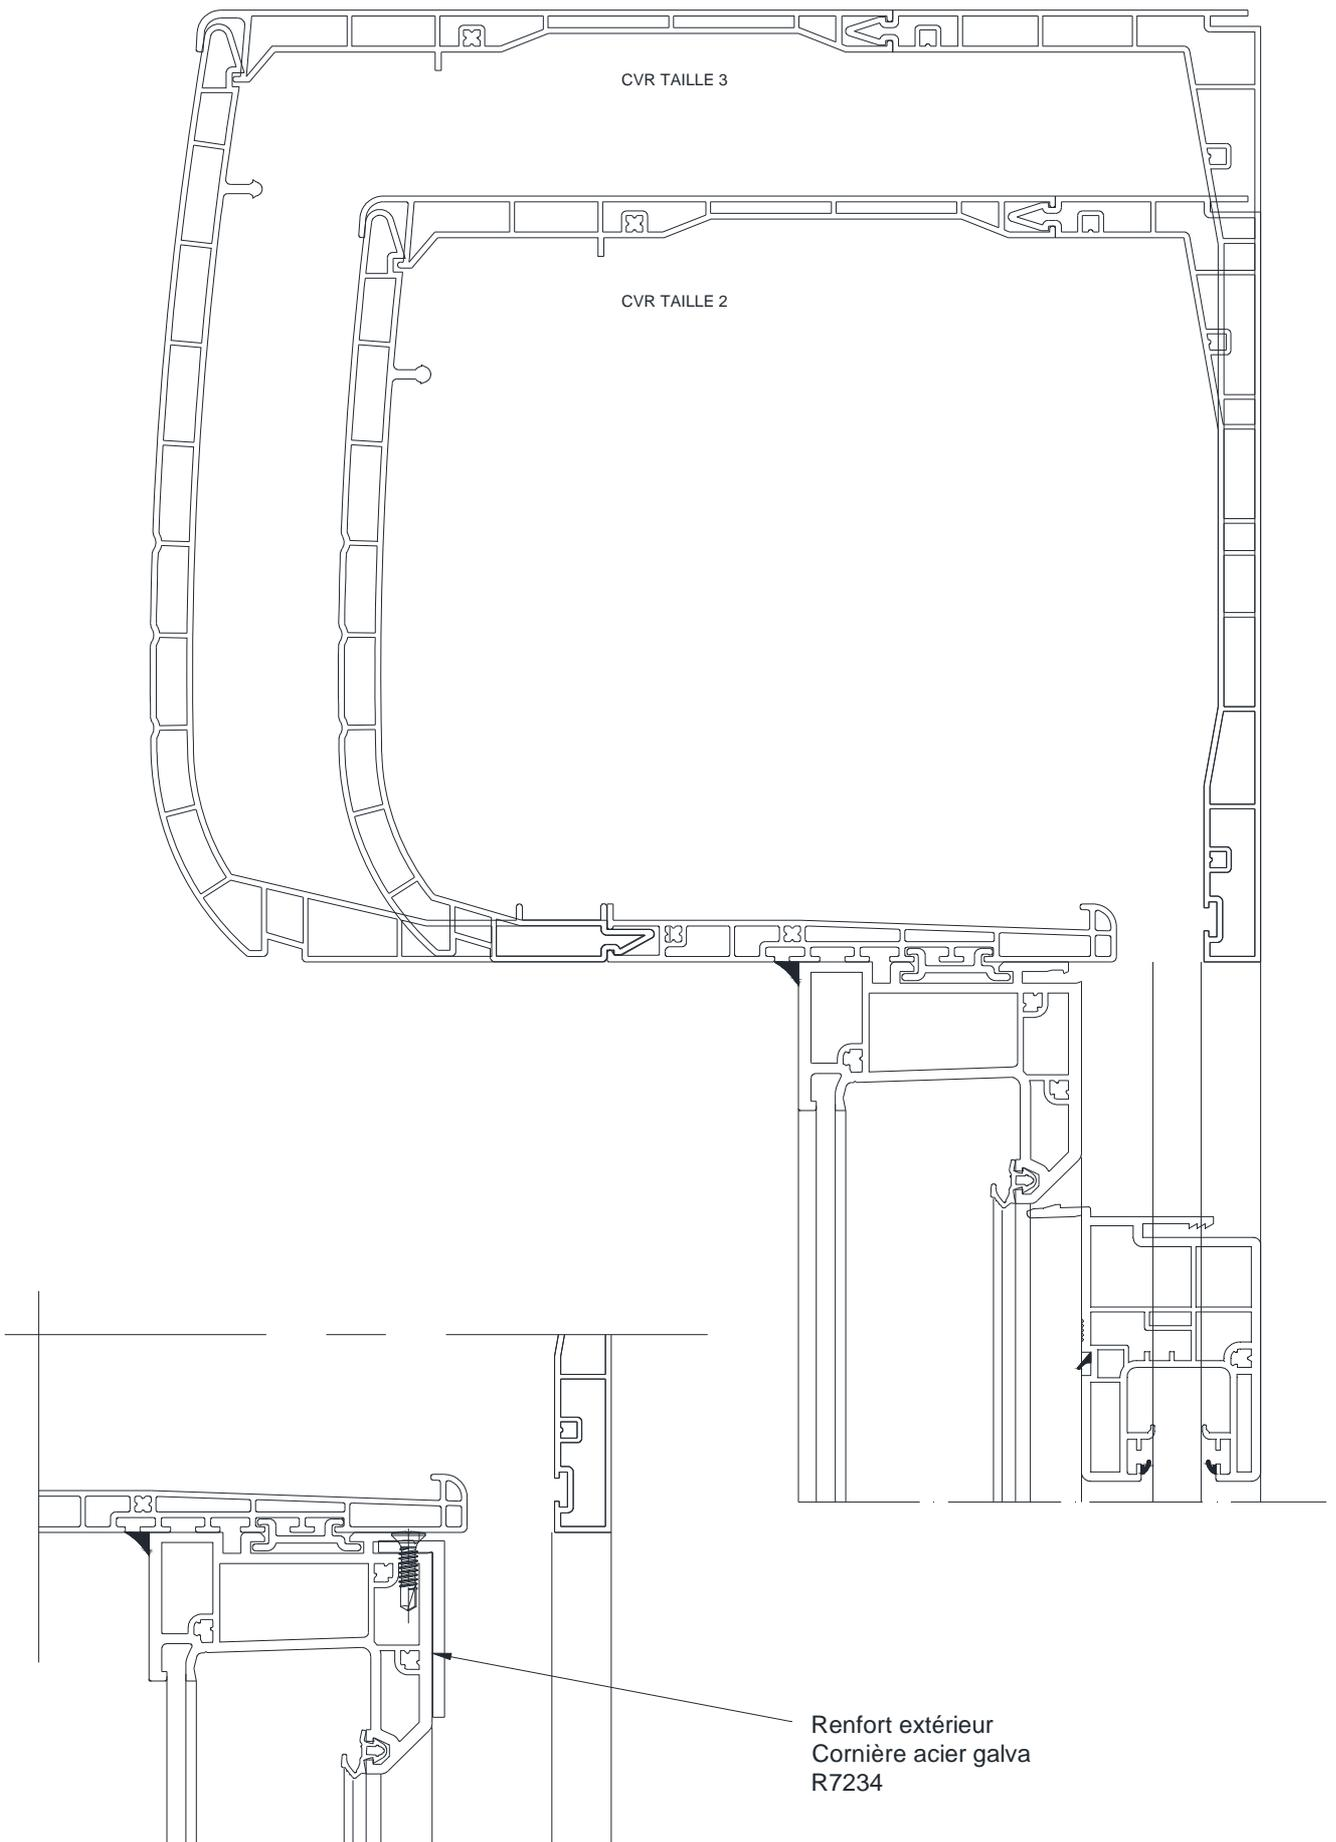 CVR TAILLE 3
CVR TAILLE 2
Renfort extérieur
Cornière acier galva
R7234